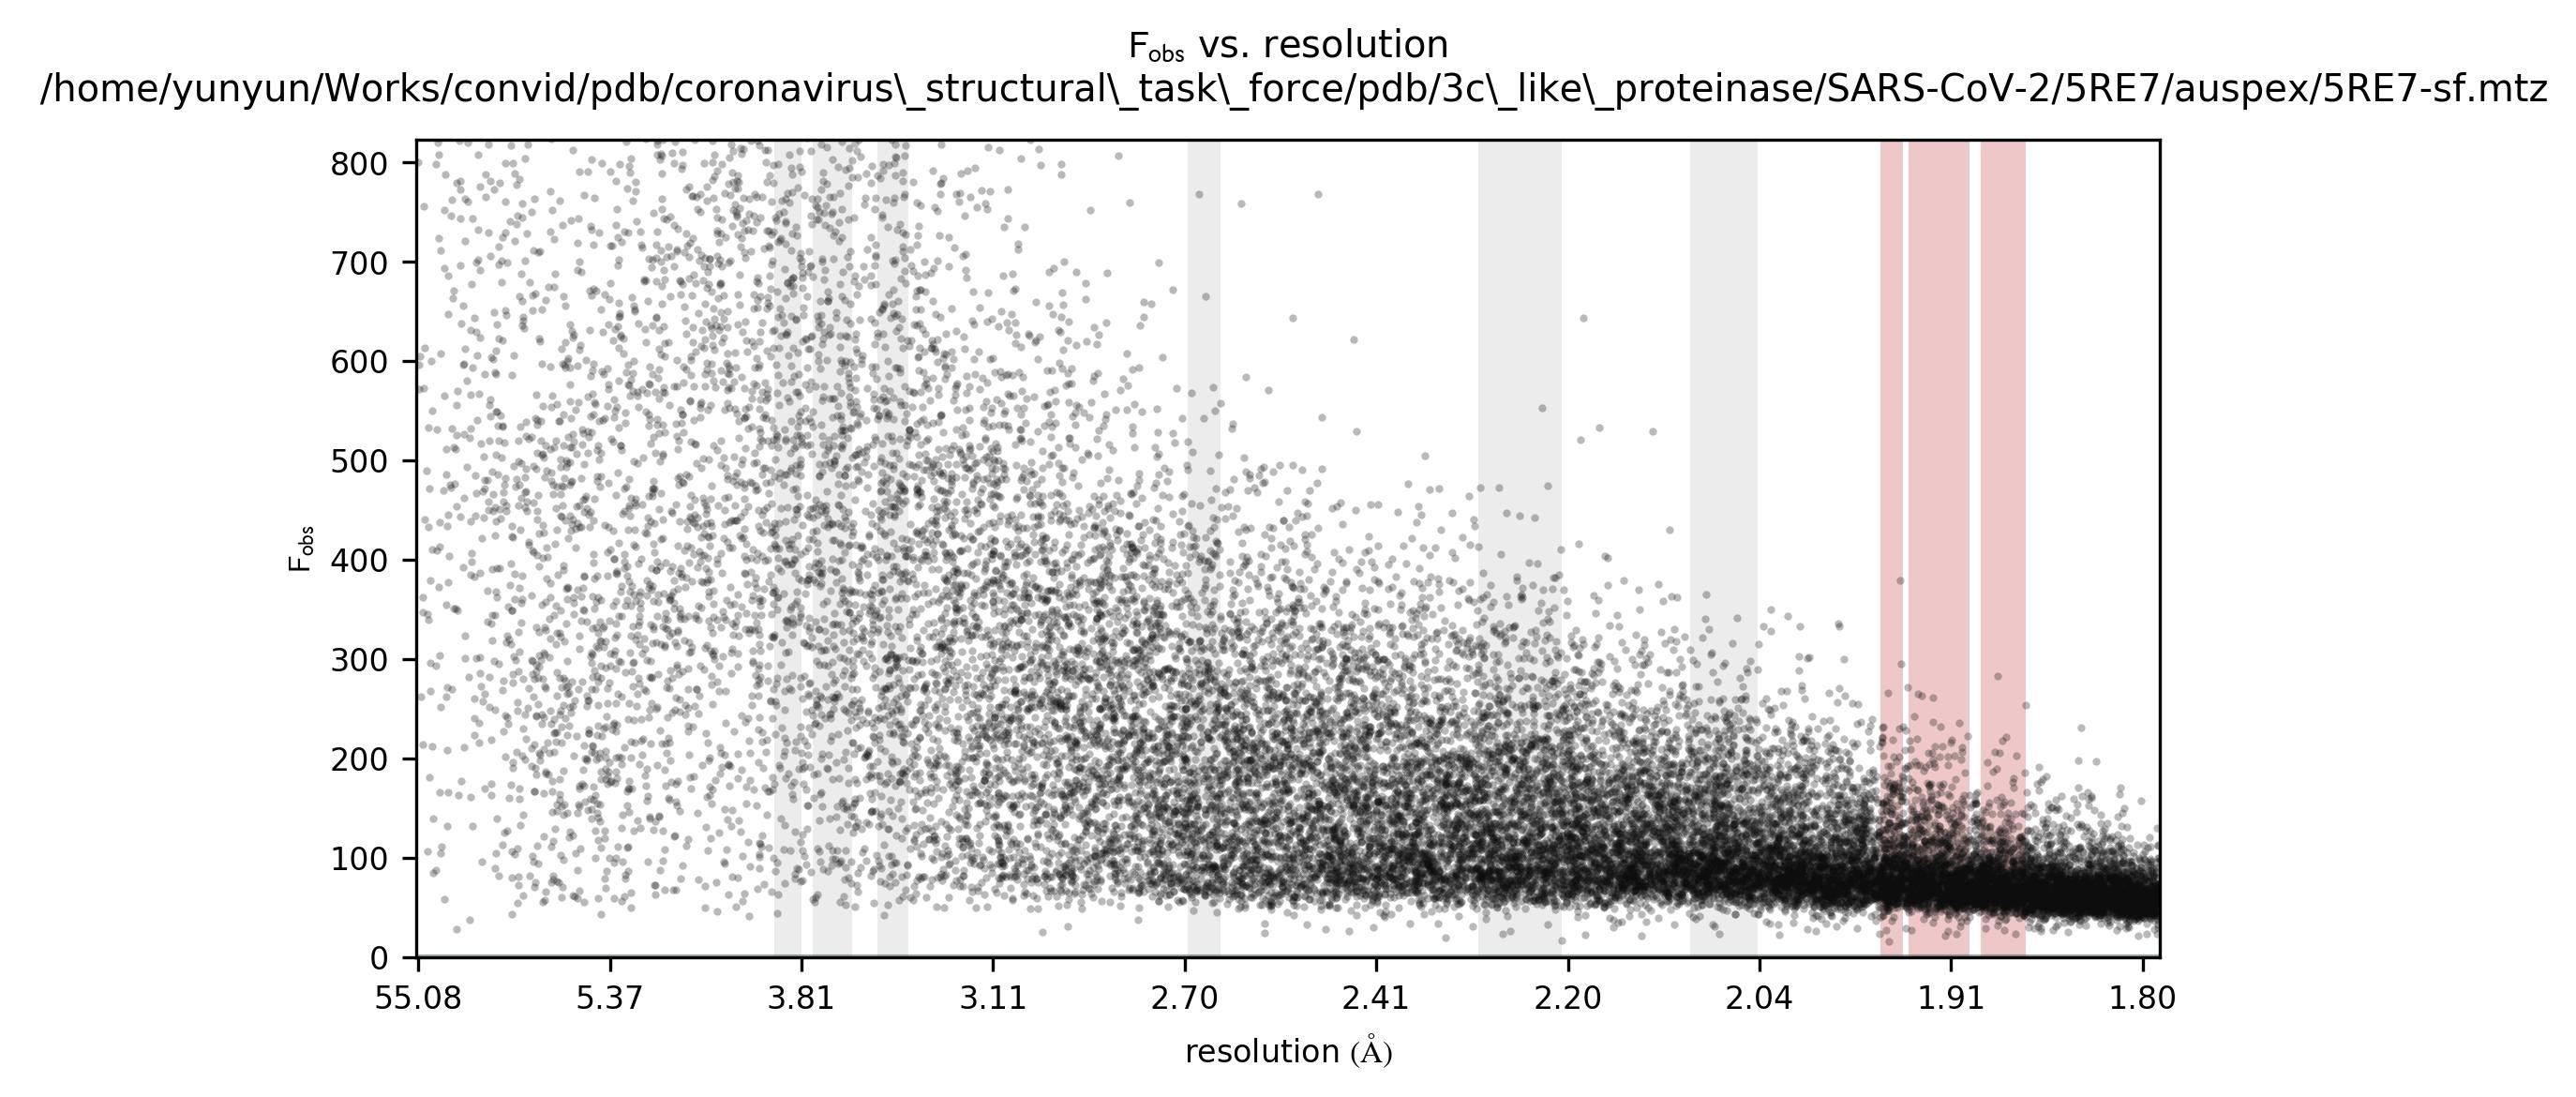 F_obs vs. resolution
/home/yunyun/Works/convid/pdb/coronavirus\_structural\_task\_force/pdb/3c\_like\_proteinase/SARS-CoV-2/5RE7/auspex/5RE7-sf.mtz
800
700
600
500
400
300
200
100
0
F_obs
55.08 5.37 3.81 3.11 2.70 2.41 2.20 2.04 1.91 1.80
resolution (Å)